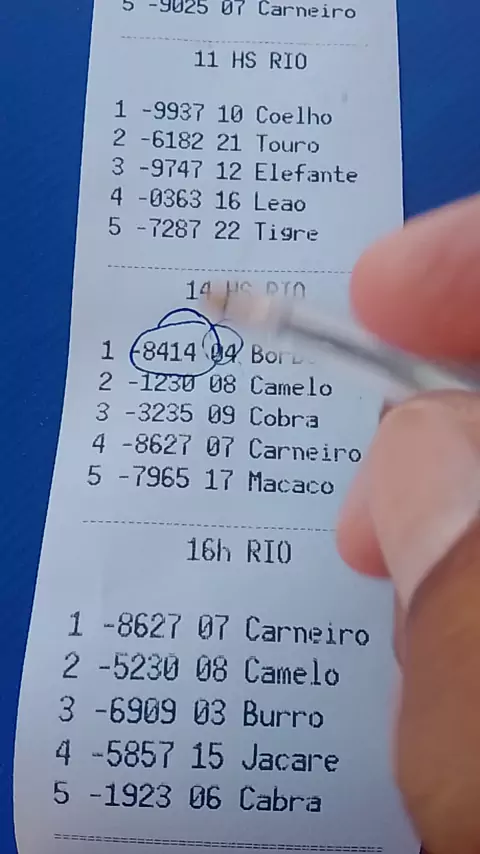 5 -9025 07 Carneiro
11 HS RIO
1 -9937 10 Coelho
2 -6182 21 Touro
3 -9747 12 Elefante
4 -0363 16 Leao
5 -7287 22 Tigre
14 HS RIO
1 -8414 04
2 -1230 08 Camelo
3 -3235 09 Cobra
4 -8627 07 Carneiro
5 -7965 17 Macaco
16h RIO
1 -8627 07 Carneiro
2 -5230 08 Camelo
3 -6909 03 Burro
4 -5857 15 Jacare
5 -1923 06 Cabra